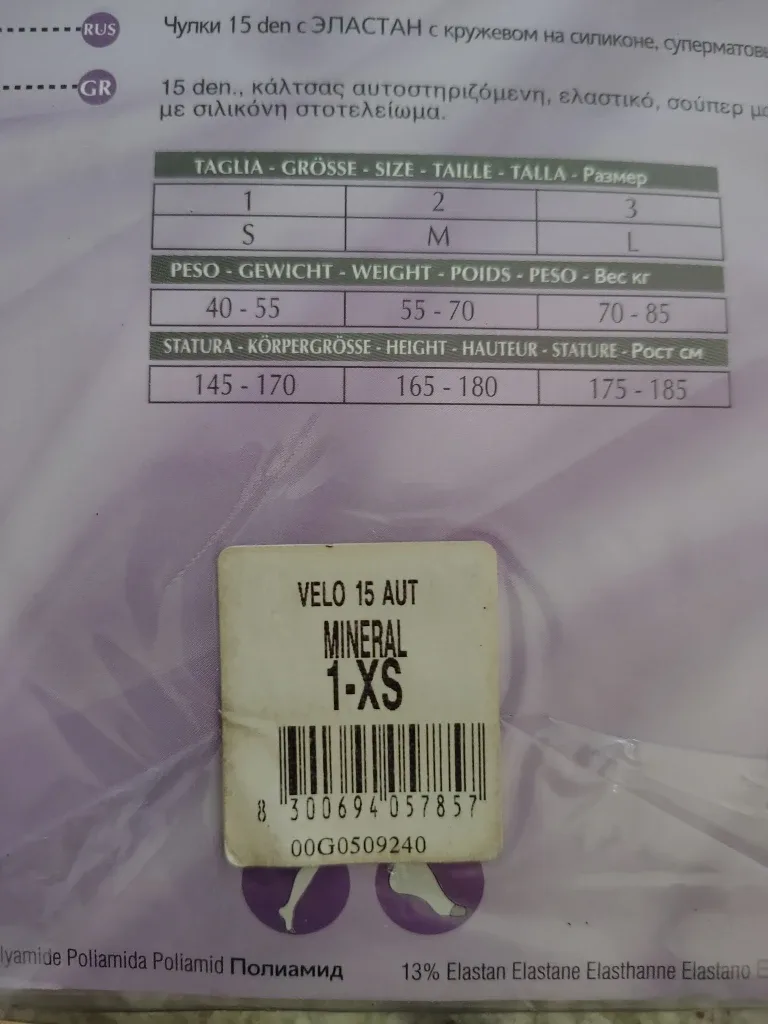 RUS
Чулки 15 den с ЭЛАСТАН с кружевом на силиконе,
GR
15 den., κάλτσας αυτοστηριζόμενη, ελαστικό, σούπερ
με σιλικόνη στοτελείωμα.
TAGLIA - GRÖSSE - SIZE - TAILLE - TALLA - Размер
1 2 3
S M L
PESO - GEWICHT - WEIGHT - POIDS - PESO - Вес кг
40 - 55 55 - 70 70 - 85
STATURA - KÖRPERGRÖSSE - HEIGHT - HAUTEUR - STATURE - Рост см
145 - 170 165 - 180 175 - 185
VELO 15 AUT
MINERAL
1-XS
8 300694 057857
00G0509240
lyamide Poliamida Poliamid Полиамид 13% Elastan Elastane Elasthanne Elastano